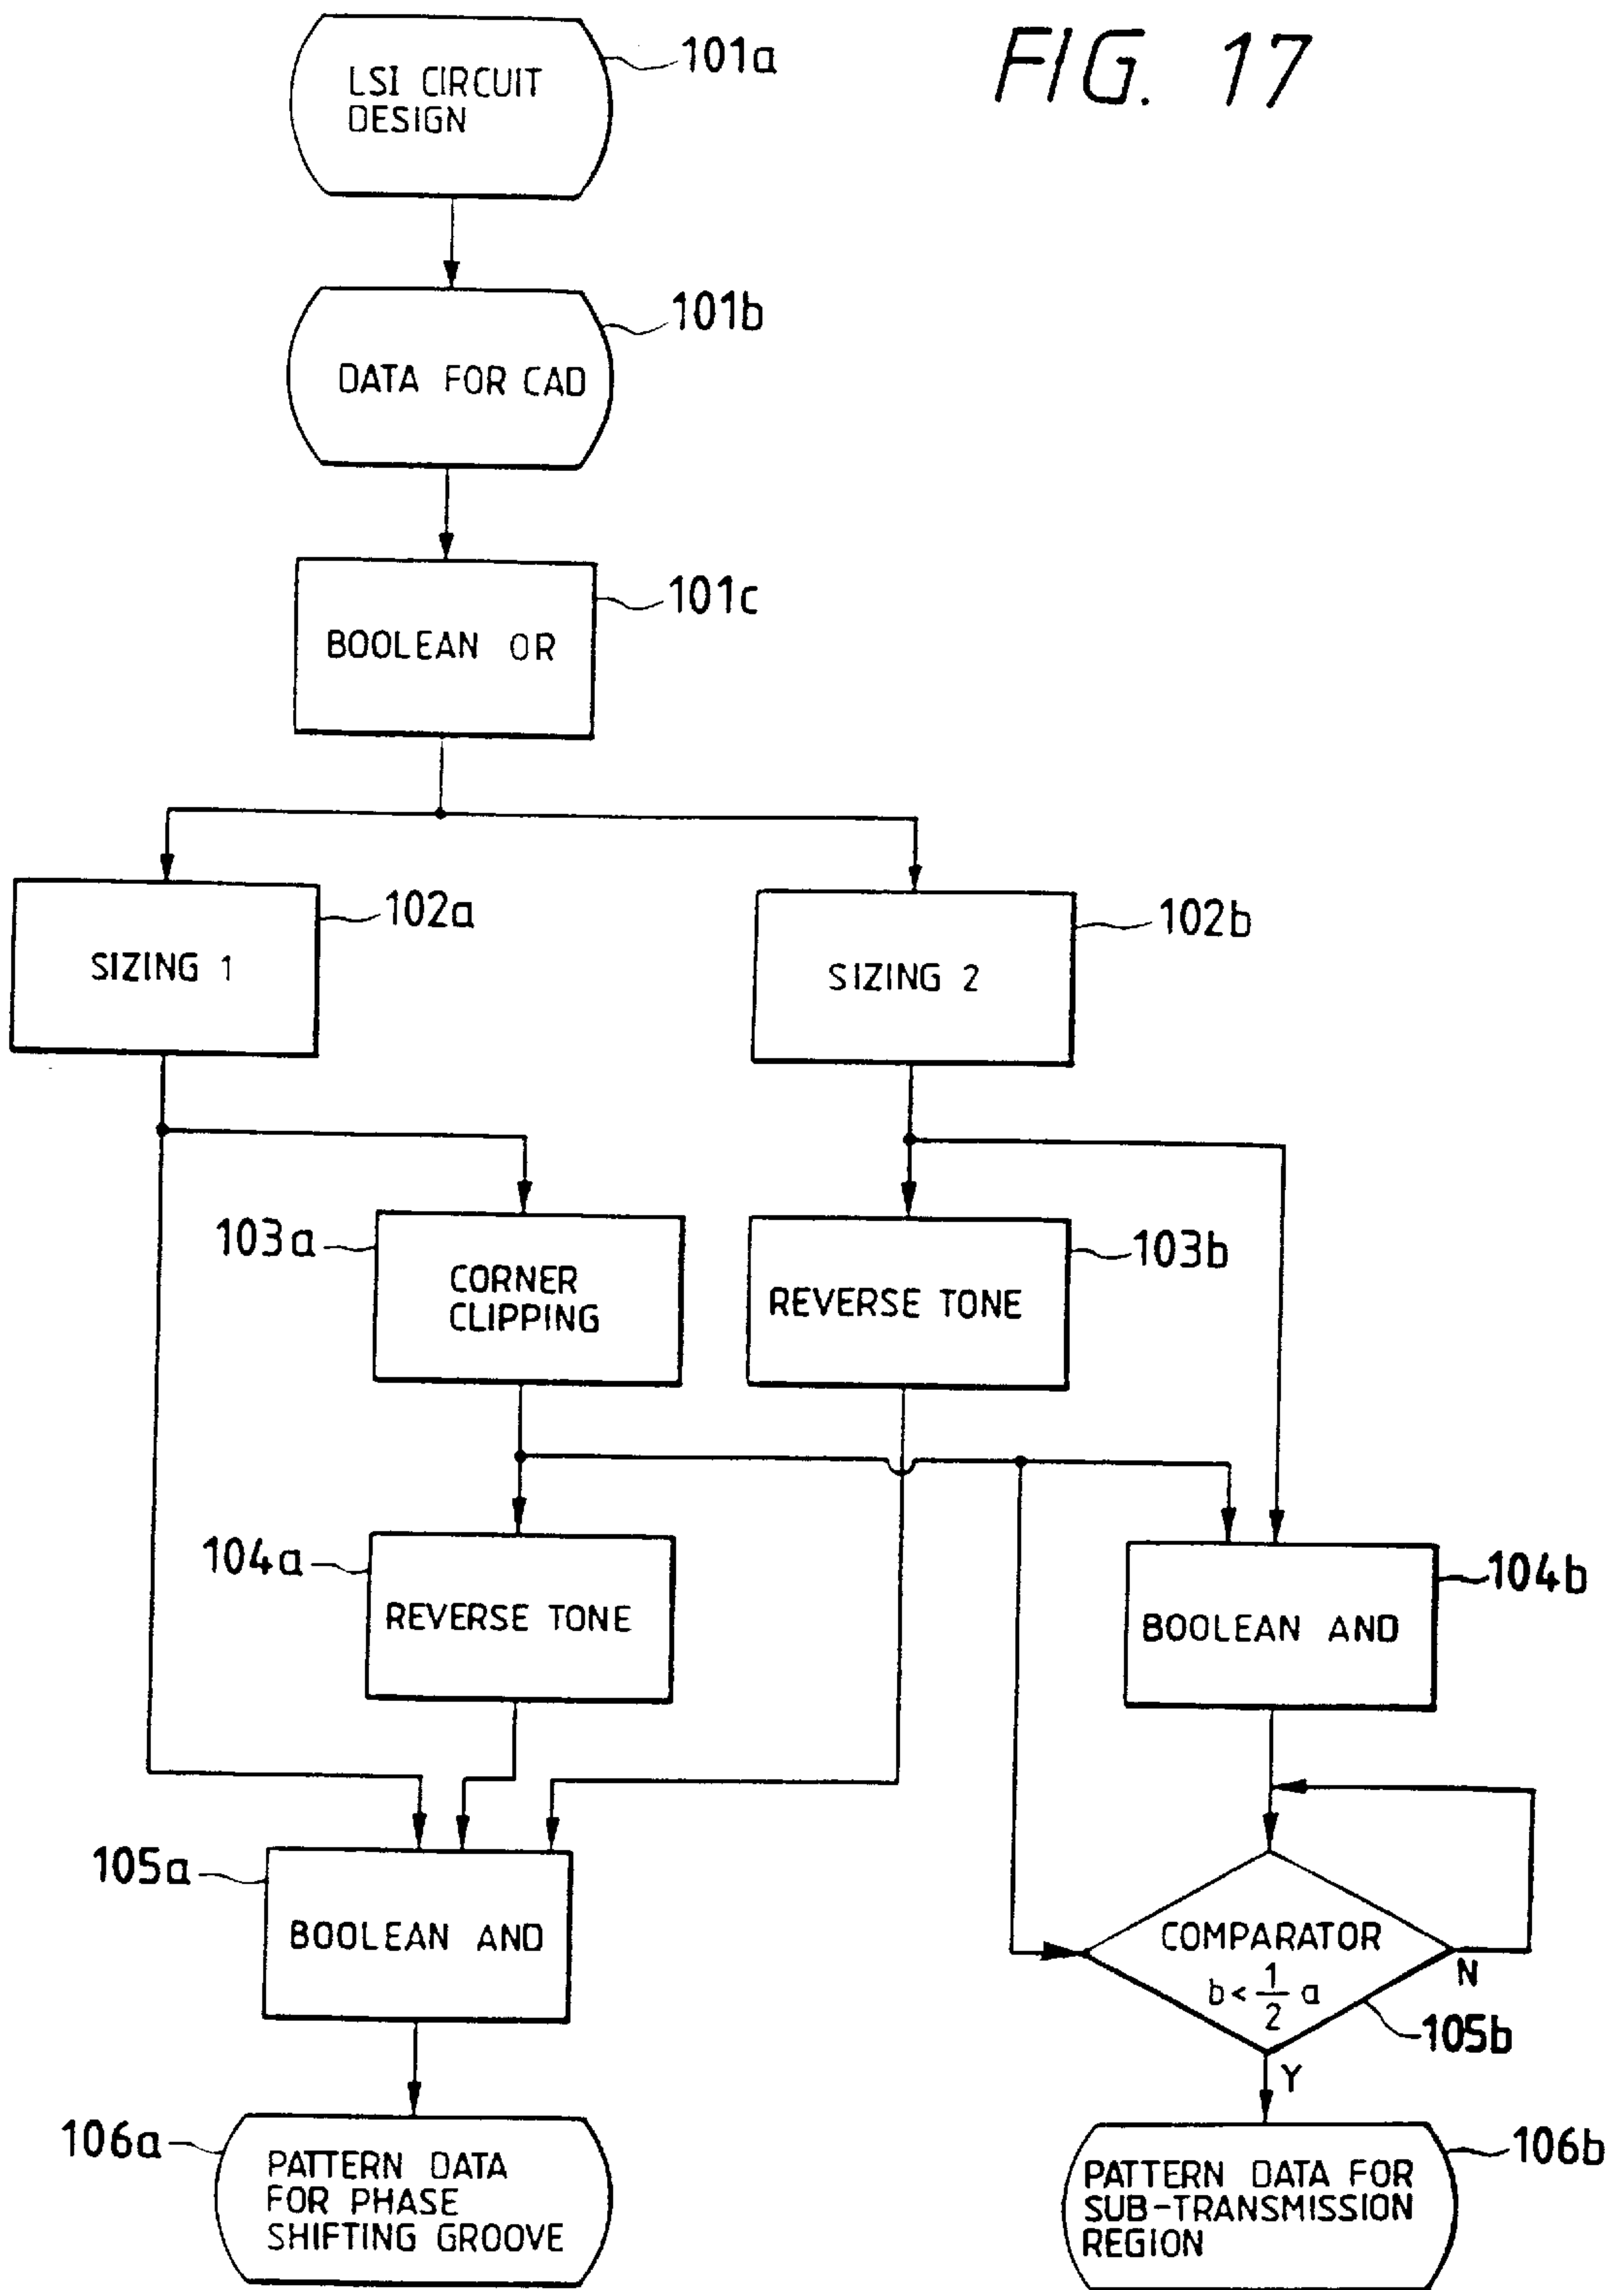 FIG. 17
101a
LSI CIRCUIT
DESIGN
101b
DATA FOR CAD
101c
BOOLEAN OR
102a
SIZING 1
102b
SIZING 2
103a
CORNER
CLIPPING
103b
REVERSE TONE
104a
REVERSE TONE
104b
BOOLEAN AND
105a
BOOLEAN AND
COMPARATOR
b < 1/2 a
N
105b
Y
106a
PATTERN DATA
FOR PHASE
SHIFTING GROOVE
106b
PATTERN DATA FOR
SUB-TRANSMISSION
REGION